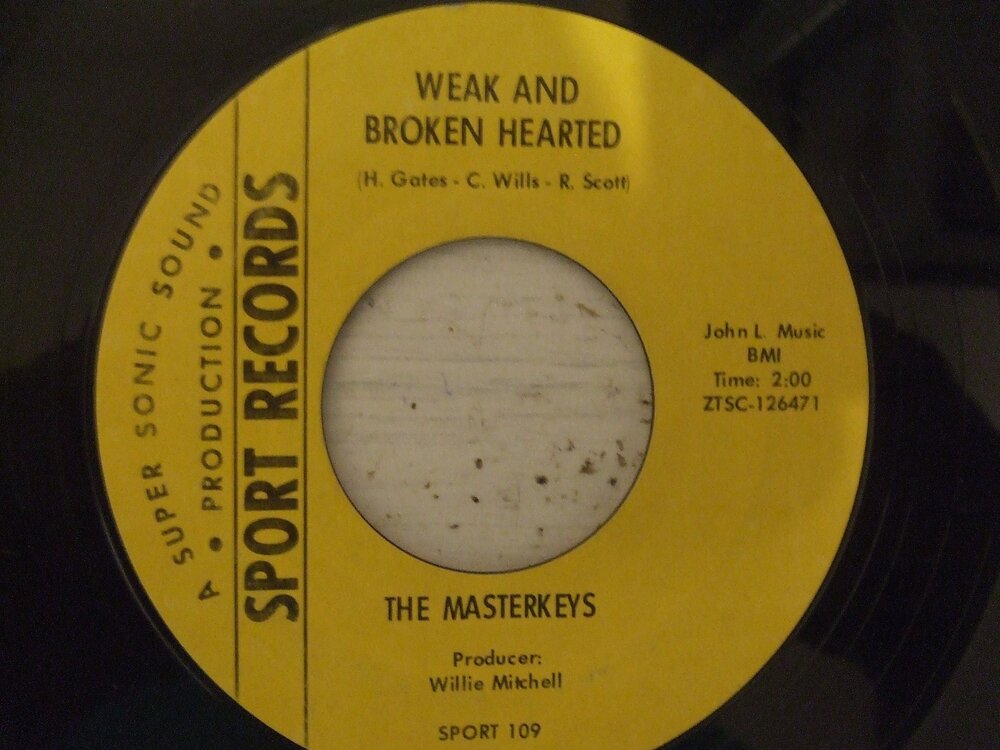 WEAK AND
BROKEN HEARTED
(H. Gates - C. Wills - R. Scott)
A SUPER SONIC SOUND
• PRODUCTION •
SPORT RECORDS
John L. Music
BMI
Time: 2:00
ZTSC-126471
THE MASTERKEYS
Producer:
Willie Mitchell
SPORT 109